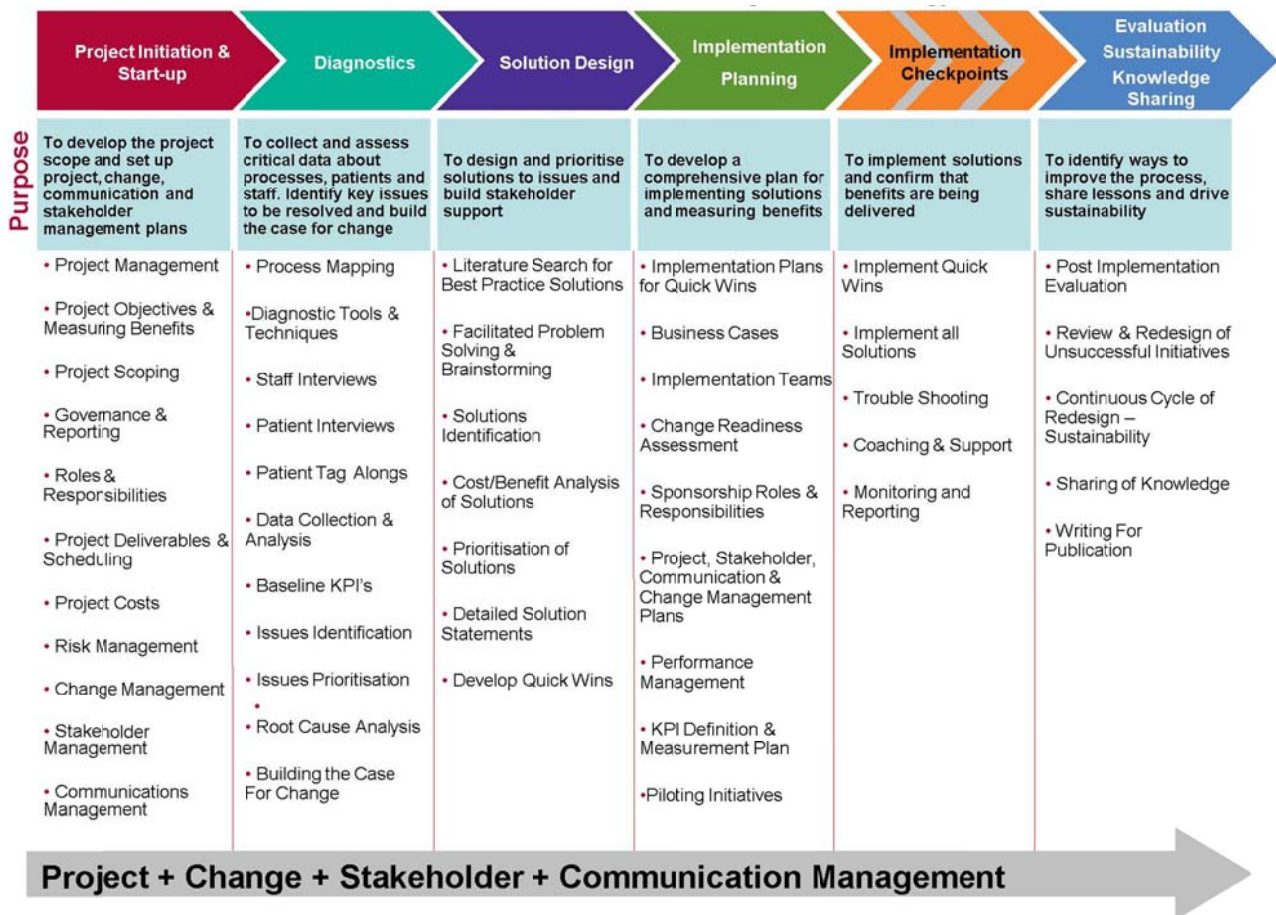 Project Initiation &
Start-up
Diagnostics
Solution Design
Implementation
Planning
Implementation
Checkpoints
Evaluation
Sustainability
Knowledge
Sharing
Purpose
To develop the project
scope and set up
project, change,
communication and
stakeholder
management plans
To collect and assess
critical data about
processes, patients and
staff. Identify key issues
to be resolved and build
the case for change
To design and prioritise
solutions to issues and
build stakeholder
support
To develop a
comprehensive plan for
implementing solutions
and measuring benefits
To implement solutions
and confirm that
benefits are being
delivered
To identify ways to
improve the process,
share lessons and drive
sustainability
• Project Management
• Project Objectives &
Measuring Benefits
• Project Scoping
• Governance &
Reporting
• Roles &
Responsibilities
• Project Deliverables &
Scheduling
• Project Costs
• Risk Management
• Change Management
• Stakeholder
Management
• Communications
Management
• Process Mapping
•Diagnostic Tools &
Techniques
• Staff Interviews
• Patient Interviews
• Patient Tag Alongs
• Data Collection &
Analysis
• Baseline KPI's
• Issues Identification
• Issues Prioritisation
•
• Root Cause Analysis
• Building the Case
For Change
• Literature Search for
Best Practice Solutions
• Facilitated Problem
Solving &
Brainstorming
• Solutions
Identification
• Cost/Benefit Analysis
of Solutions
• Prioritisation of
Solutions
• Detailed Solution
Statements
• Develop Quick Wins
• Implementation Plans
for Quick Wins
• Business Cases
• Implementation Teams
• Change Readiness
Assessment
• Sponsorship Roles &
Responsibilities
• Project, Stakeholder,
Communication &
Change Management
Plans
• Performance
Management
• KPI Definition &
Measurement Plan
•Piloting Initiatives
• Implement Quick
Wins
• Implement all
Solutions
• Trouble Shooting
• Coaching & Support
• Monitoring and
Reporting
• Post Implementation
Evaluation
• Review & Redesign of
Unsuccessful Initiatives
• Continuous Cycle of
Redesign –
Sustainability
• Sharing of Knowledge
• Writing For
Publication
Project + Change + Stakeholder + Communication Management